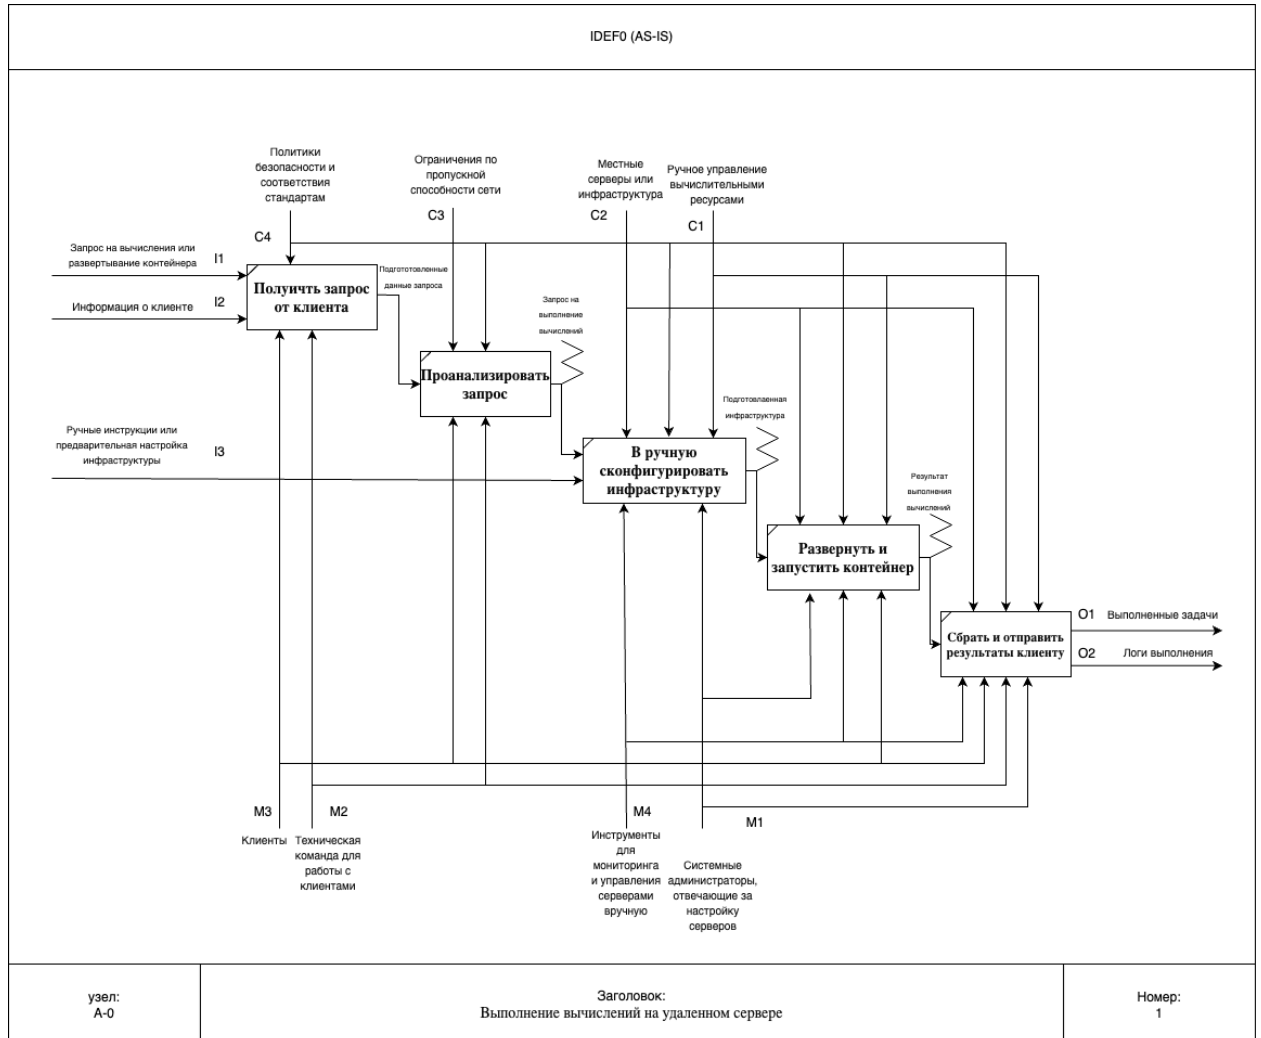 IDEF0 (AS-IS)
Политики
безопасности и
соответствия
стандартам
C4
Ограничения по
пропускной
способности сети
C3
Местные
серверы или
инфраструктура
C2
Ручное управление
вычислительными
ресурсами
C1
Запрос на вычисления или
развертывание контейнера
I1
Информация о клиенте
I2
Полуичть запрос
от клиента
Подгототовленные
данные запроса
Запрос на
выполнение
вычислений
Проанализировать
запрос
Ручные инструкции или
предварительная настройка
инфраструктуры
I3
В ручную
сконфигурировать
инфраструктуру
Подготовлаенная
инфраструктура
Результат
выполнения
вычислений
Развернуть и
запустить контейнер
Сбрать и отправить
результаты клиенту
O1 Выполненные задачи
O2 Логи выполнения
M3
Клиенты
M2
Техническая
команда для
работы с
клиентами
M4
Инструменты
для
мониторинга
и управления
серверами
вручную
M1
Системные
администраторы,
отвечающие за
настройку
серверов
узел:
A-0
Заголовок:
Выполнение вычислений на удаленном сервере
Номер:
1